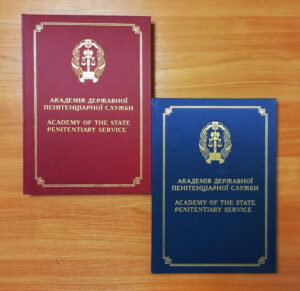 АКАДЕМІЯ ДЕРЖАВНОЇ
ПЕНІТЕНЦІАРНОЇ СЛУЖБИ
ACADEMY OF THE STATE
PENITENTIARY SERVICE
АКАДЕМІЯ ДЕРЖАВНОЇ
ПЕНІТЕНЦІАРНОЇ СЛУЖБИ
ACADEMY OF THE STATE
PENITENTIARY SERVICE